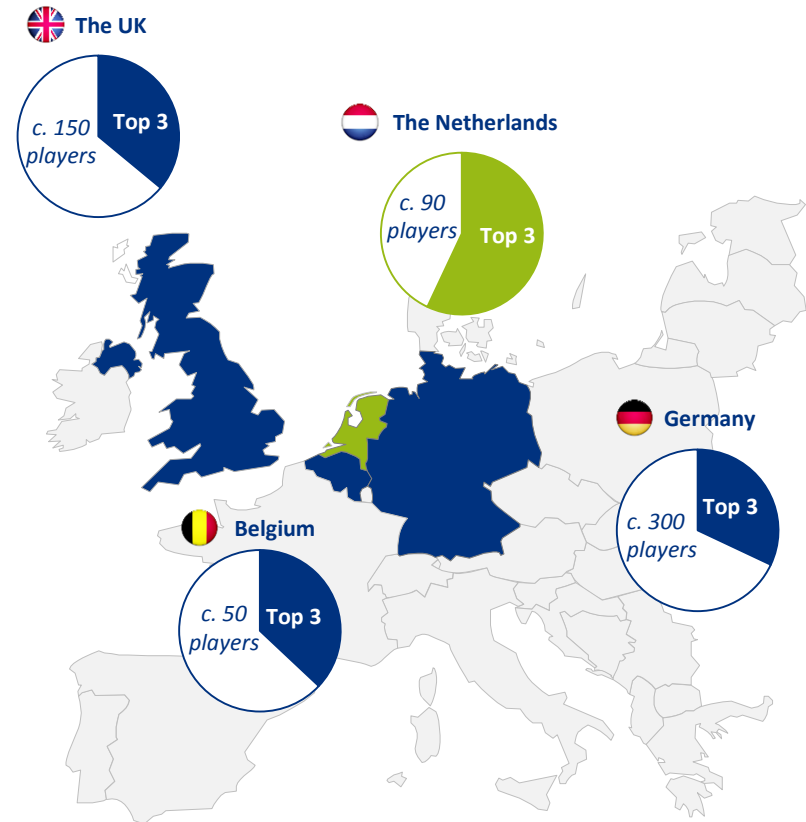 The UK
c. 150
players
Top 3
The Netherlands
c. 90
players
Top 3
Germany
c. 300
players
Top 3
Belgium
c. 50
players
Top 3